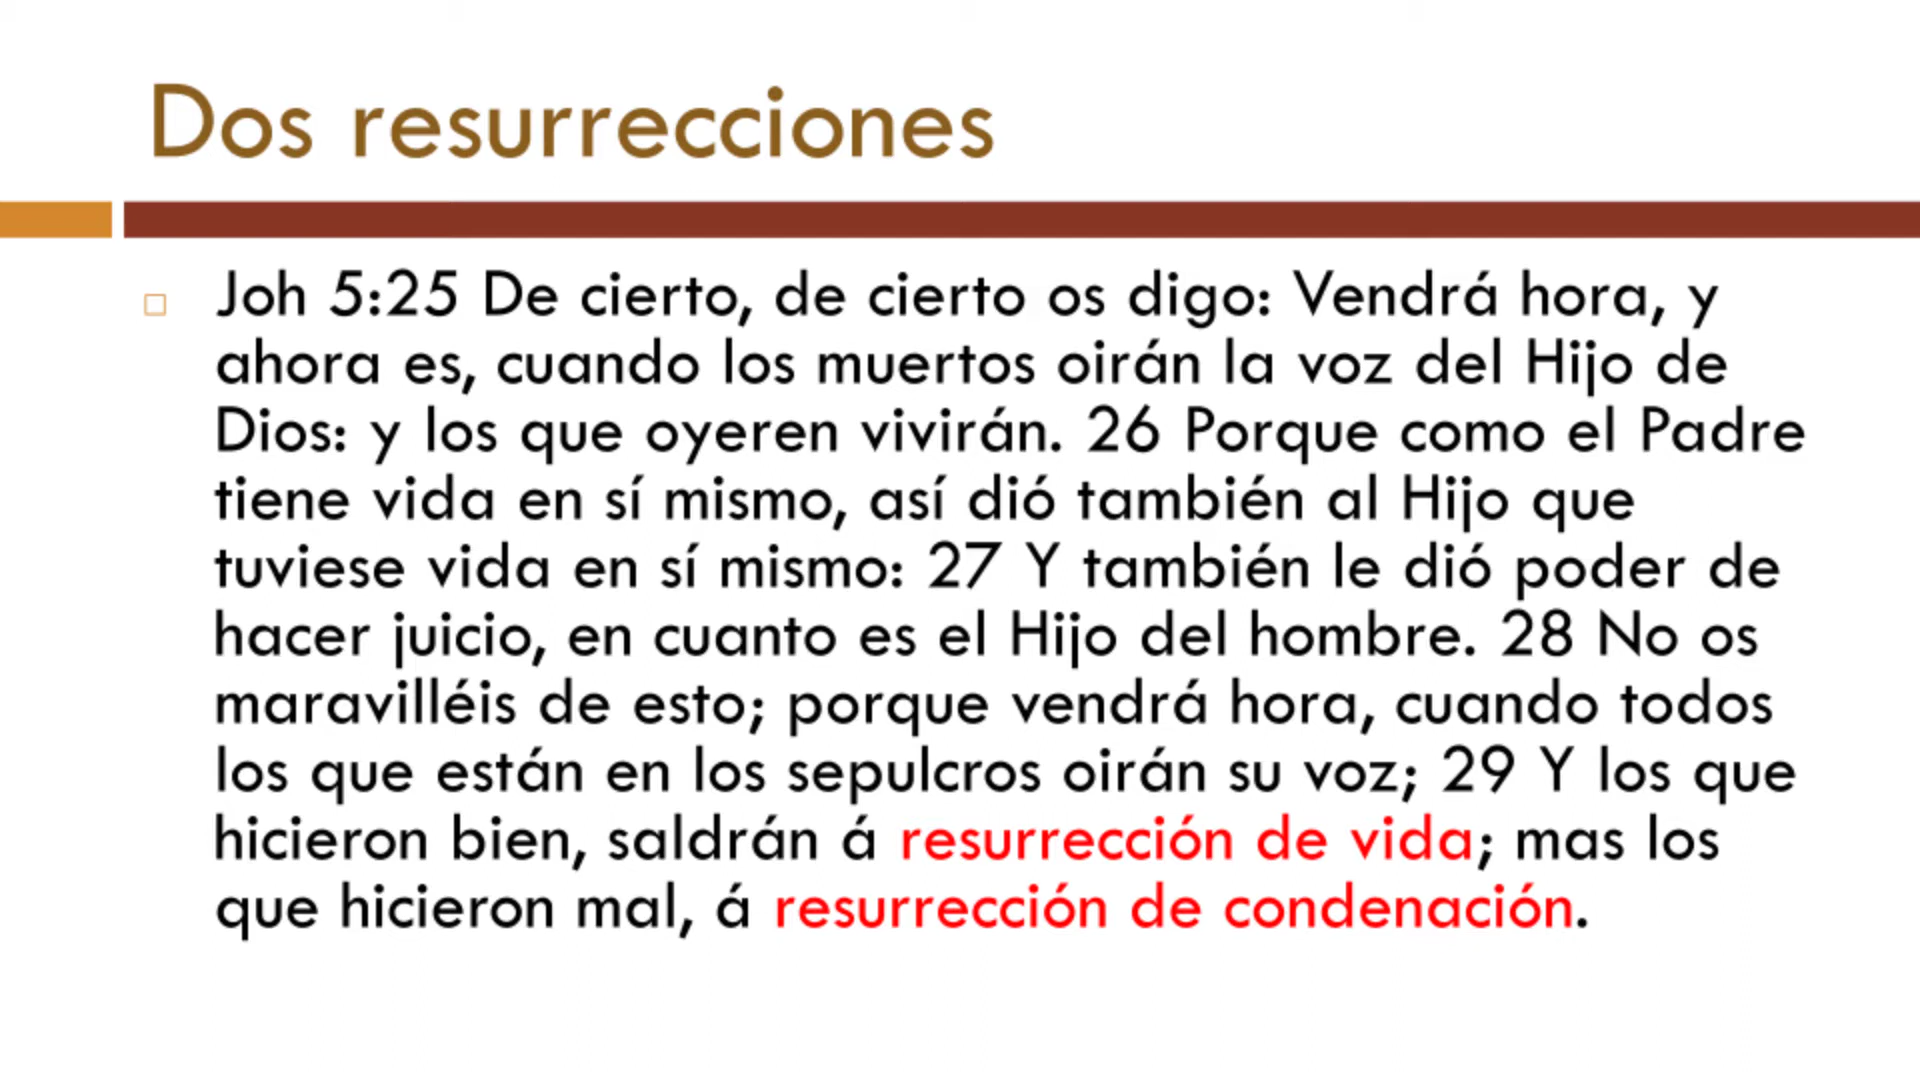 Dos resurrecciones
Joh 5:25 De cierto, de cierto os digo: Vendrá hora, y
ahora es, cuando los muertos oirán la voz del Hijo de
Dios: y los que oyeren vivirán. 26 Porque como el Padre
tiene vida en sí mismo, así dió también al Hijo que
tuviese vida en sí mismo: 27 Y también le dió poder de
hacer juicio, en cuanto es el Hijo del hombre. 28 No os
maravilléis de esto; porque vendrá hora, cuando todos
los que están en los sepulcros oirán su voz; 29 Y los que
hicieron bien, saldrán á resurrección de vida; mas los
que hicieron mal, á resurrección de condenación.